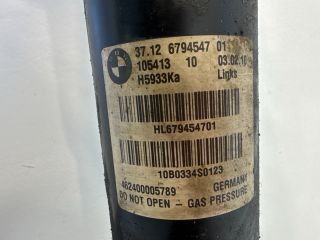 37.12 6794547 01
105413 10 03.02.10
H5933Ka Links
HL679454701
10B0334S0123
462400005789 GERMANY
DO NOT OPEN - GAS PRESSURE